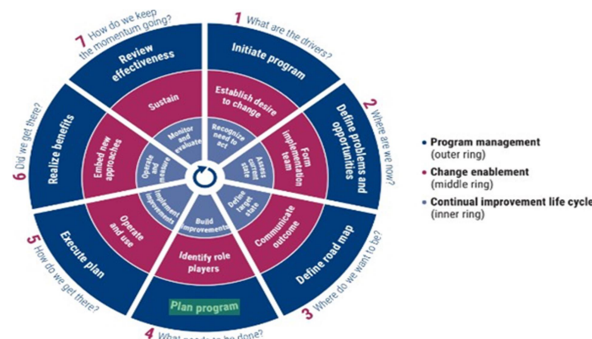 1 What are the drivers?
Initiate program
Establish desire
to change
Recognize
need to
act
2 Where are we now?
Define problems and
opportunities
Form
implementation
team
Assess
current
state
3 Where do we want to be?
Define road map
Communicate
outcome
Define
target
state
4 What needs to be done?
Plan program
Identify role
players
Build
improvements
5 How do we get there?
Execute plan
Operate
and use
Implement
improvements
6 Did we get there?
Realize benefits
Embed new
approaches
Operate
and
measure
7 How do we keep
the momentum going?
Review
effectiveness
Sustain
Monitor
and
evaluate
• Program management
(outer ring)
• Change enablement
(middle ring)
• Continual improvement life cycle
(inner ring)